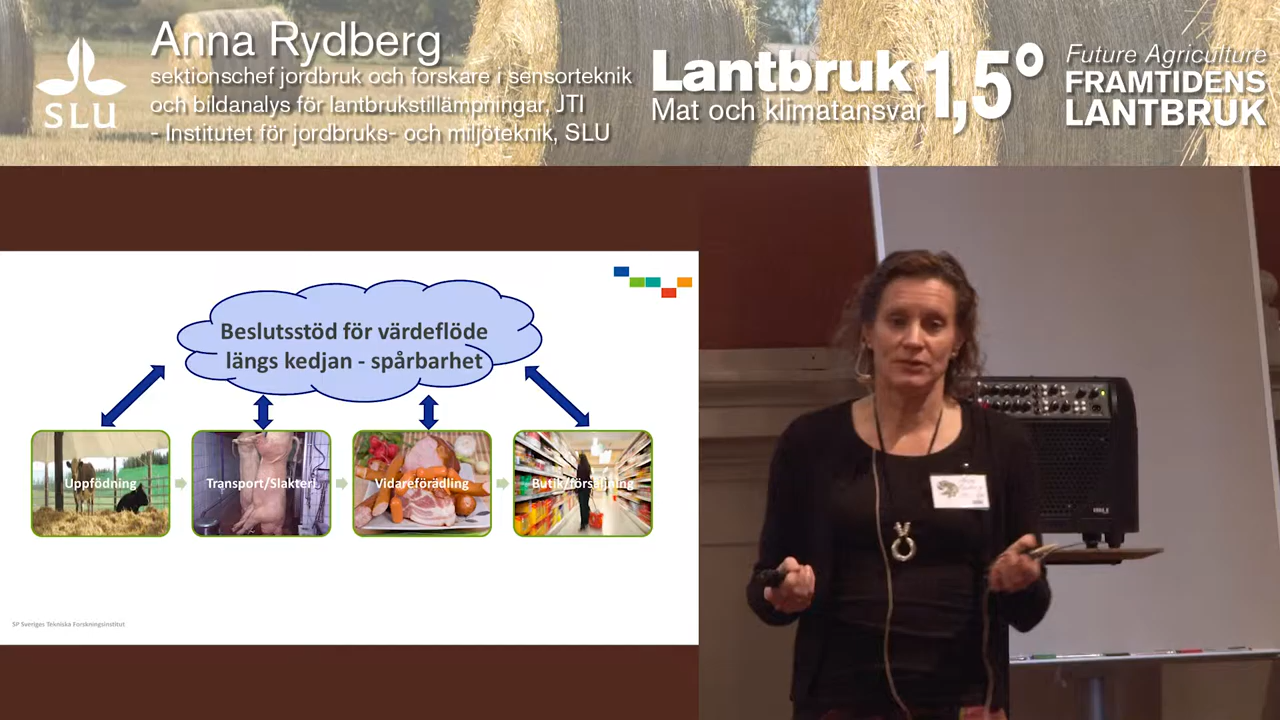 Anna Rydberg
sektionschef jordbruk och forskare i sensorteknik
och bildanalys för lantbrukstillämpningar, JTI
- Institutet för jordbruks- och miljöteknik, SLU
SLU
Lantbruk 1,5°
Mat och klimatansvar
Future Agriculture
FRAMTIDENS
LANTBRUK
Beslutsstöd för värdeflöde
längs kedjan - spårbarhet
Uppfödning
Transport/Slakteri
Vidareförädling
Butik/försäljning
SP Sveriges Tekniska Forskningsinstitut